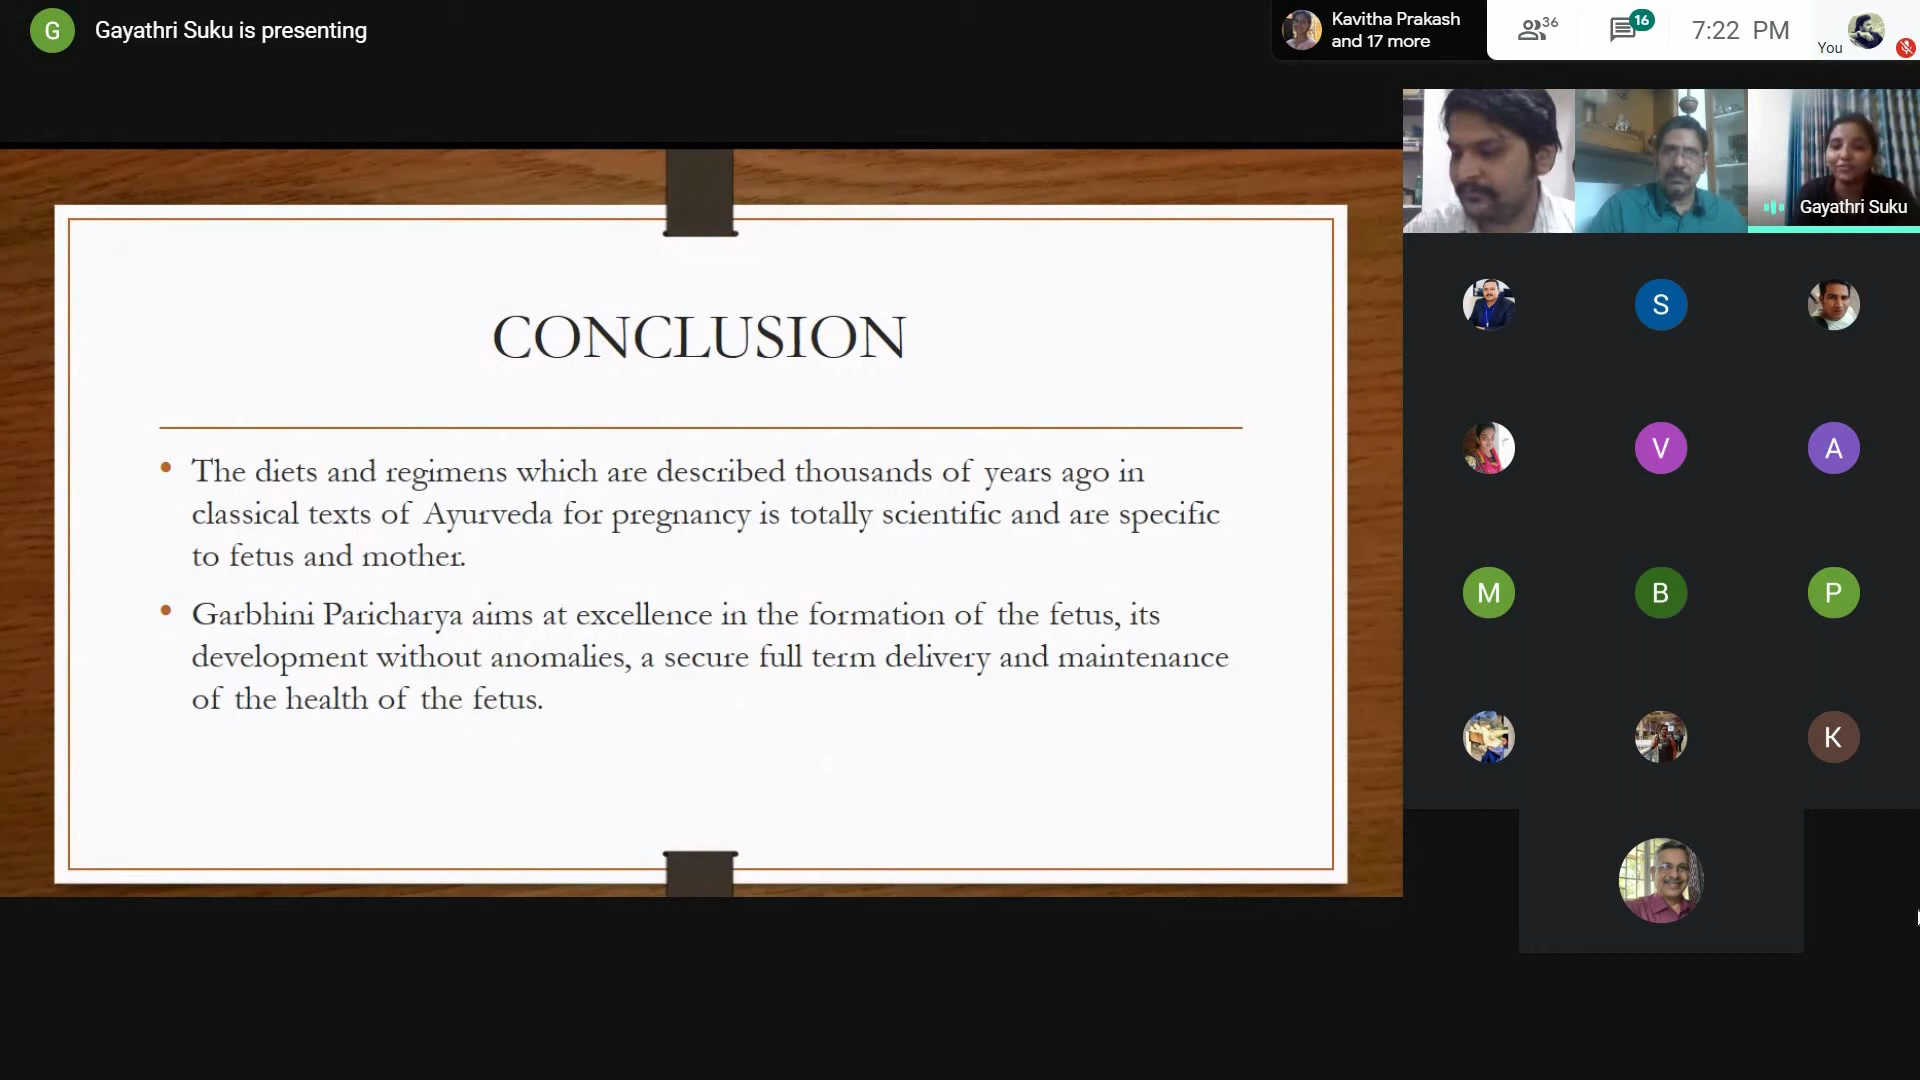 G
Gayathri Suku is presenting
Kavitha Prakash
and 17 more
36
16
7:22 PM
You
Gayathri Suku
CONCLUSION
• The diets and regimens which are described thousands of years ago in
classical texts of Ayurveda for pregnancy is totally scientific and are specific
to fetus and mother.
• Garbhini Paricharya aims at excellence in the formation of the fetus, its
development without anomalies, a secure full term delivery and maintenance
of the health of the fetus.
S
V
A
M
B
P
K